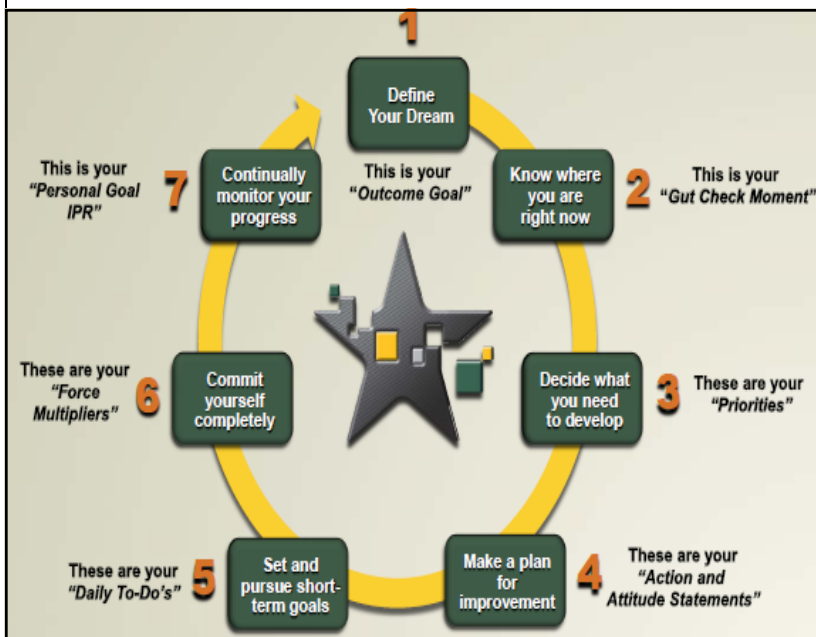 1
Define
Your Dream
This is your
"Outcome Goal"
Know where
you are
right now
2
This is your
"Gut Check Moment"
Decide what
you need
to develop
3
These are your
"Priorities"
Make a plan
for
improvement
4
These are your
"Action and
Attitude Statements"
Set and
pursue short-
term goals
5
These are your
"Daily To-Do's"
Commit
yourself
completely
6
These are your
"Force
Multipliers"
Continually
monitor your
progress
7
This is your
"Personal Goal
IPR"